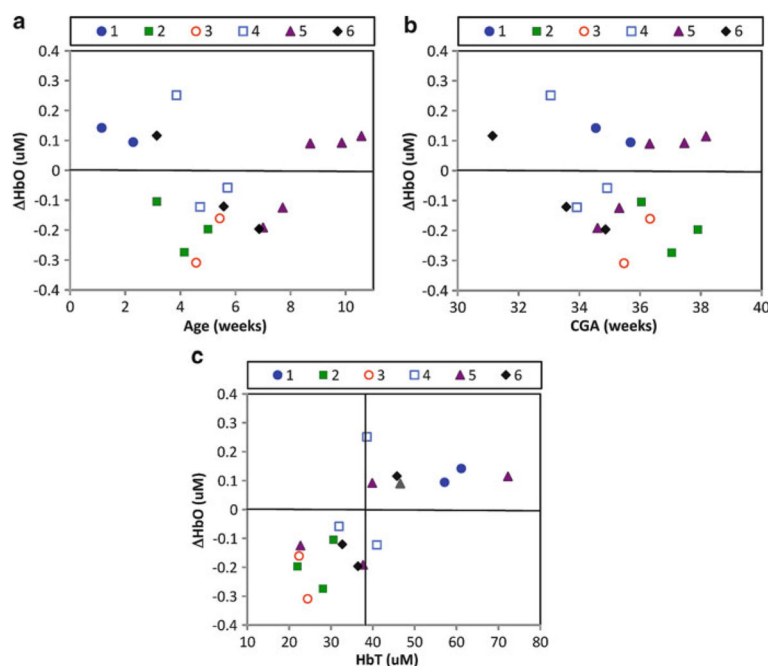 a
1 2 3 4 5 6
0.4
0.3
0.2
0.1
0
-0.1
-0.2
-0.3
-0.4
ΔHbO (uM)
0 2 4 6 8 10
Age (weeks)
b
1 2 3 4 5 6
0.4
0.3
0.2
0.1
0
-0.1
-0.2
-0.3
-0.4
ΔHbO (uM)
30 32 34 36 38 40
CGA (weeks)
c
1 2 3 4 5 6
0.4
0.3
0.2
0.1
0
-0.1
-0.2
-0.3
-0.4
ΔHbO (uM)
10 20 30 40 50 60 70 80
HbT (uM)